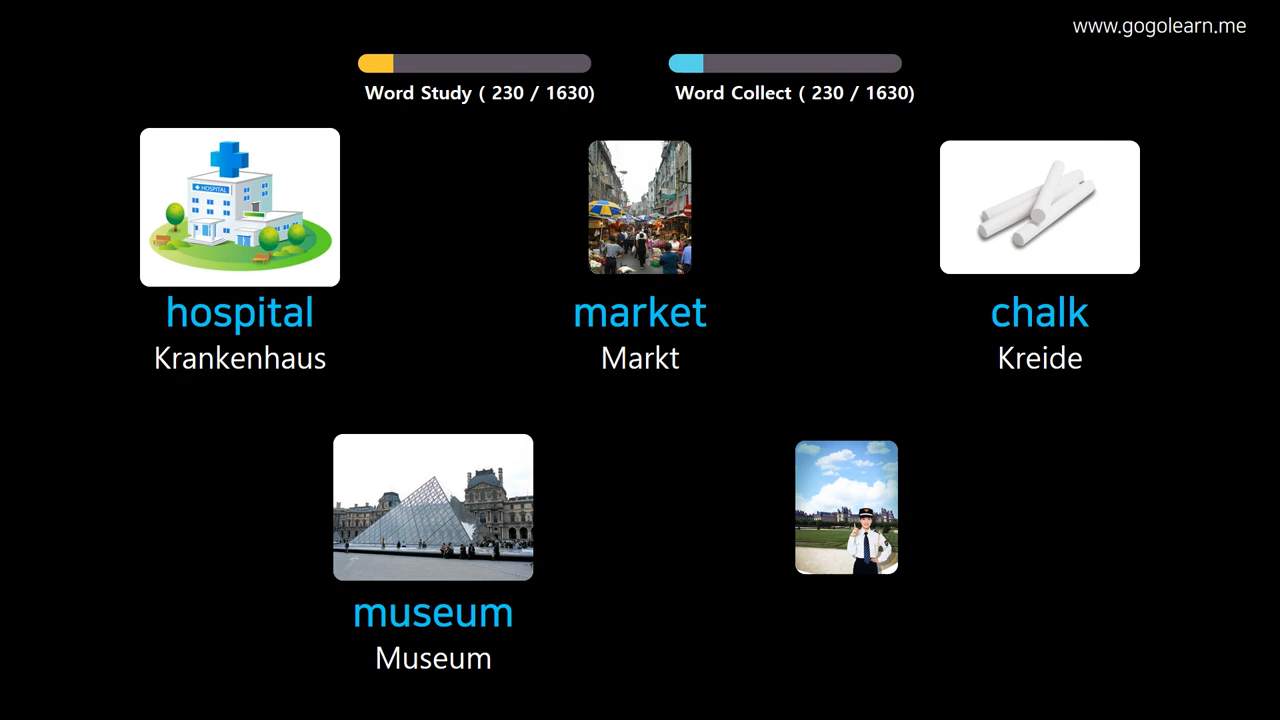 www.gogolearn.me
Word Study ( 230 / 1630)
Word Collect ( 230 / 1630)
HOSPITAL
hospital
Krankenhaus
market
Markt
chalk
Kreide
museum
Museum